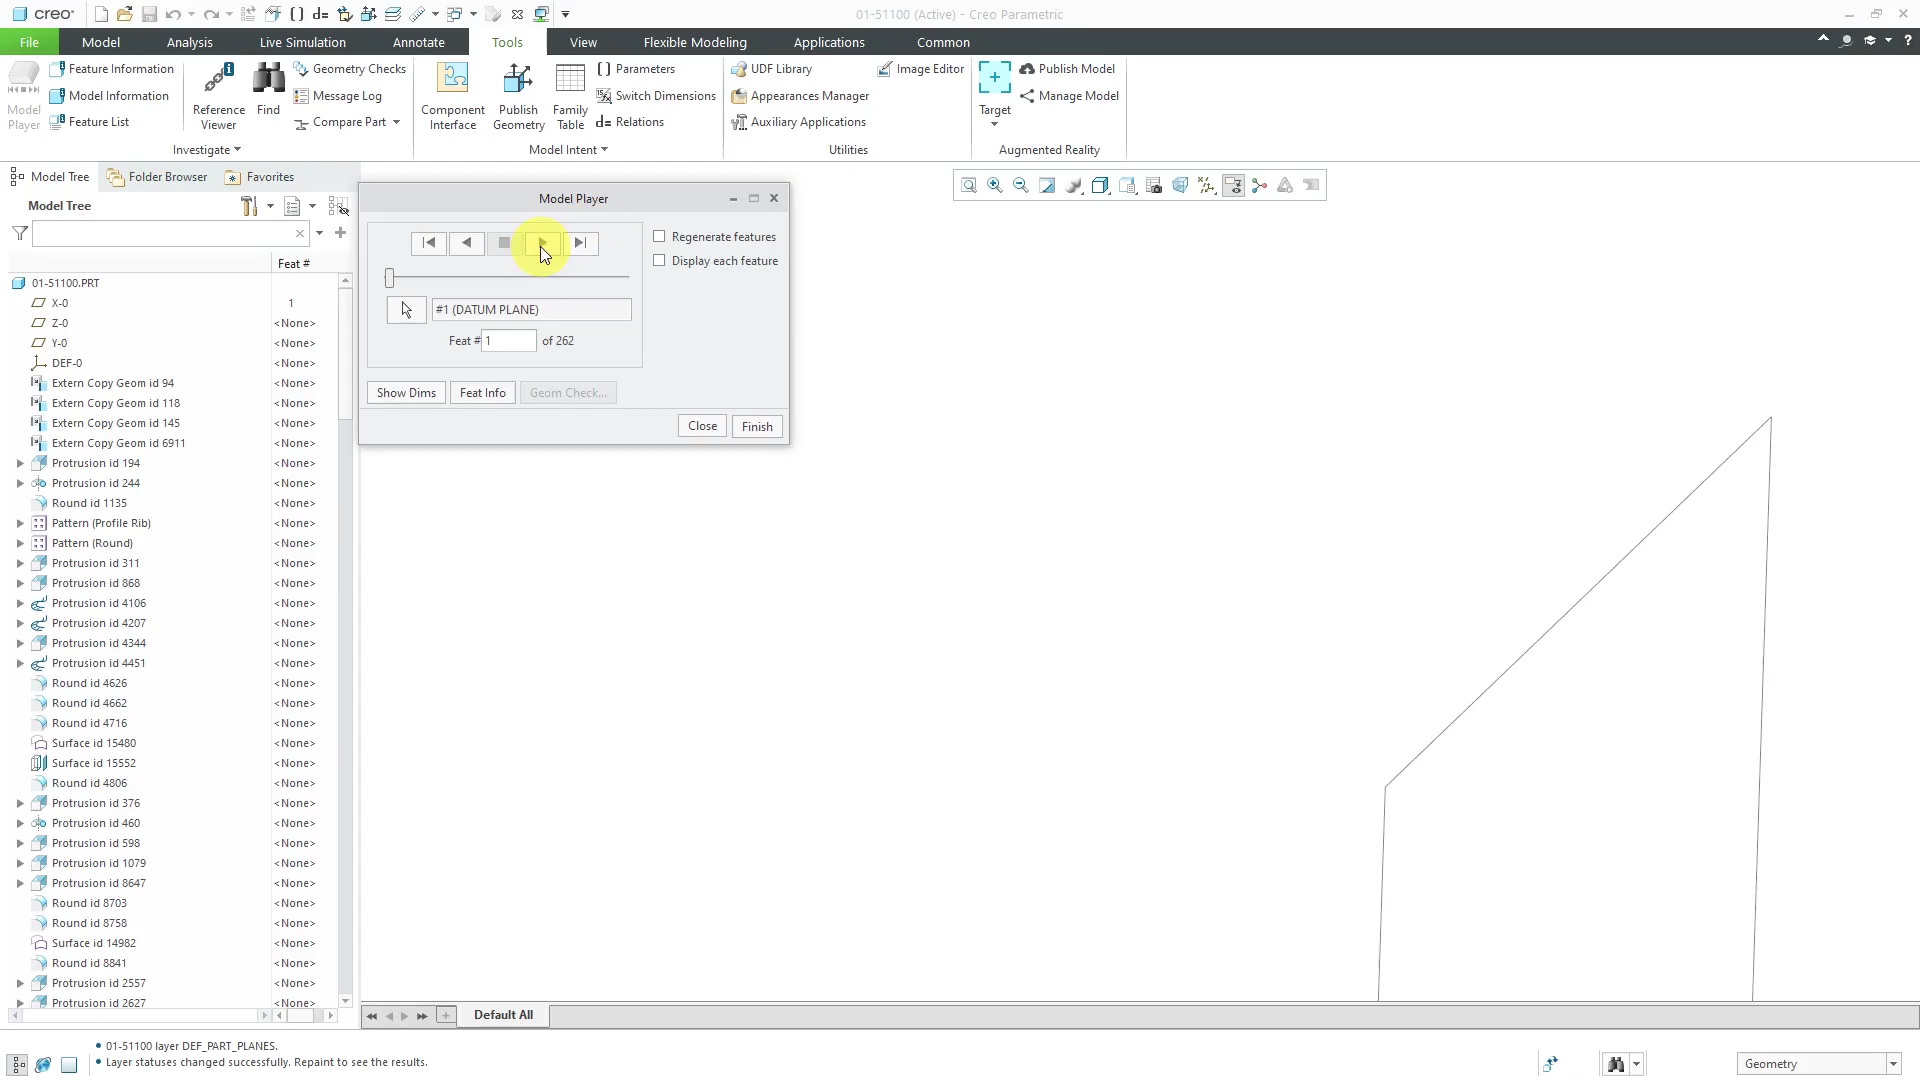 creo
01-51100 (Active) - Creo Parametric
File Model Analysis Live Simulation Annotate Tools View Flexible Modeling Applications Common
Model Player
Feature Information
Model Information
Feature List
Reference Viewer
Find
Geometry Checks
Message Log
Compare Part
Investigate
Component Interface
Publish Geometry
Family Table
Parameters
Switch Dimensions
d= Relations
Model Intent
UDF Library
Appearances Manager
Auxiliary Applications
Image Editor
Utilities
Target
Publish Model
Manage Model
Augmented Reality
Model Tree Folder Browser Favorites
Model Tree
Feat #
01-51100.PRT
X-0 1
Z-0 <None>
Y-0 <None>
DEF-0 <None>
Extern Copy Geom id 94 <None>
Extern Copy Geom id 118 <None>
Extern Copy Geom id 145 <None>
Extern Copy Geom id 6911 <None>
Protrusion id 194 <None>
Protrusion id 244 <None>
Round id 1135 <None>
Pattern (Profile Rib) <None>
Pattern (Round) <None>
Protrusion id 311 <None>
Protrusion id 868 <None>
Protrusion id 4106 <None>
Protrusion id 4207 <None>
Protrusion id 4344 <None>
Protrusion id 4451 <None>
Round id 4626 <None>
Round id 4662 <None>
Round id 4716 <None>
Surface id 15480 <None>
Surface id 15552 <None>
Round id 4806 <None>
Protrusion id 376 <None>
Protrusion id 460 <None>
Protrusion id 598 <None>
Protrusion id 1079 <None>
Protrusion id 8647 <None>
Round id 8703 <None>
Round id 8758 <None>
Surface id 14982 <None>
Round id 8841 <None>
Protrusion id 2557 <None>
Protrusion id 2627 <None>
Model Player
Regenerate features
Display each feature
#1 (DATUM PLANE)
Feat # 1 of 262
Show Dims Feat Info Geom Check...
Close Finish
Default All
• 01-51100 layer DEF_PART_PLANES.
• Layer statuses changed successfully. Repaint to see the results.
Geometry